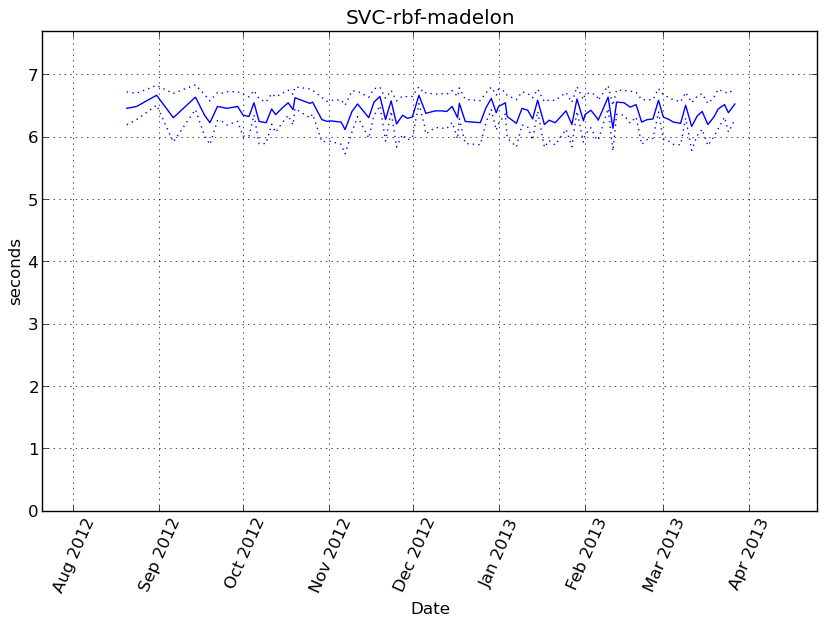 SVC-rbf-madelon
7
6
5
4
3
2
1
0
seconds
Aug 2012
Sep 2012
Oct 2012
Nov 2012
Dec 2012
Jan 2013
Feb 2013
Mar 2013
Apr 2013
Date